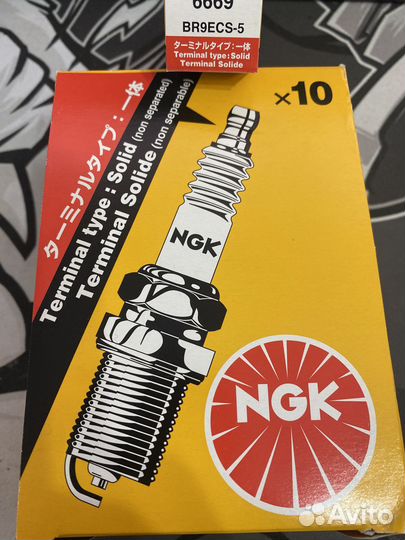 6669
BR9ECS-5
ターミナルタイプ：一体
Terminal type:Solid
Terminal Solide
×10
ターミナルタイプ：一体
Terminal type : Solid (non separated)
Terminal Solide (non separable)
NGK
NGK
Avito